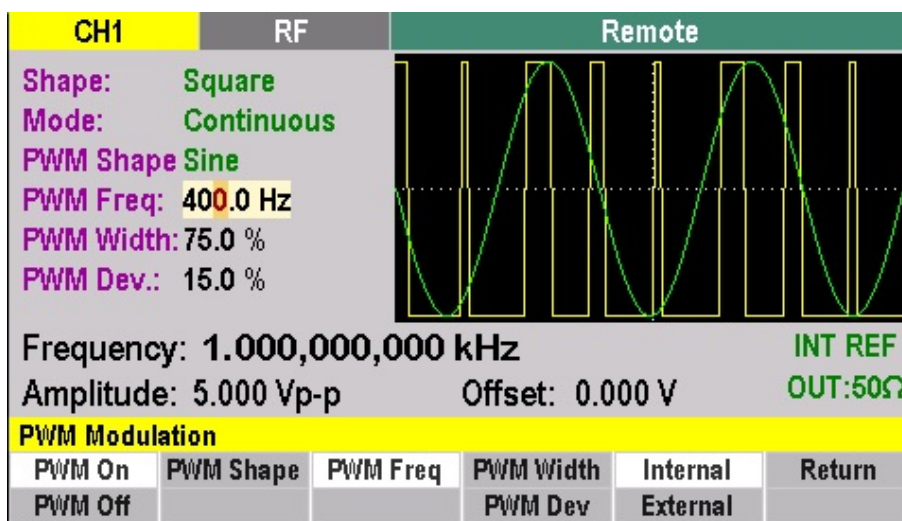 CH1 RF Remote
Shape: Square
Mode: Continuous
PWM Shape Sine
PWM Freq: 400.0 Hz
PWM Width: 75.0 %
PWM Dev.: 15.0 %
Frequency: 1.000,000,000 kHz INT REF
Amplitude: 5.000 Vp-p Offset: 0.000 V OUT:50Ω
PWM Modulation
PWM On PWM Shape PWM Freq PWM Width Internal Return
PWM Off PWM Dev External